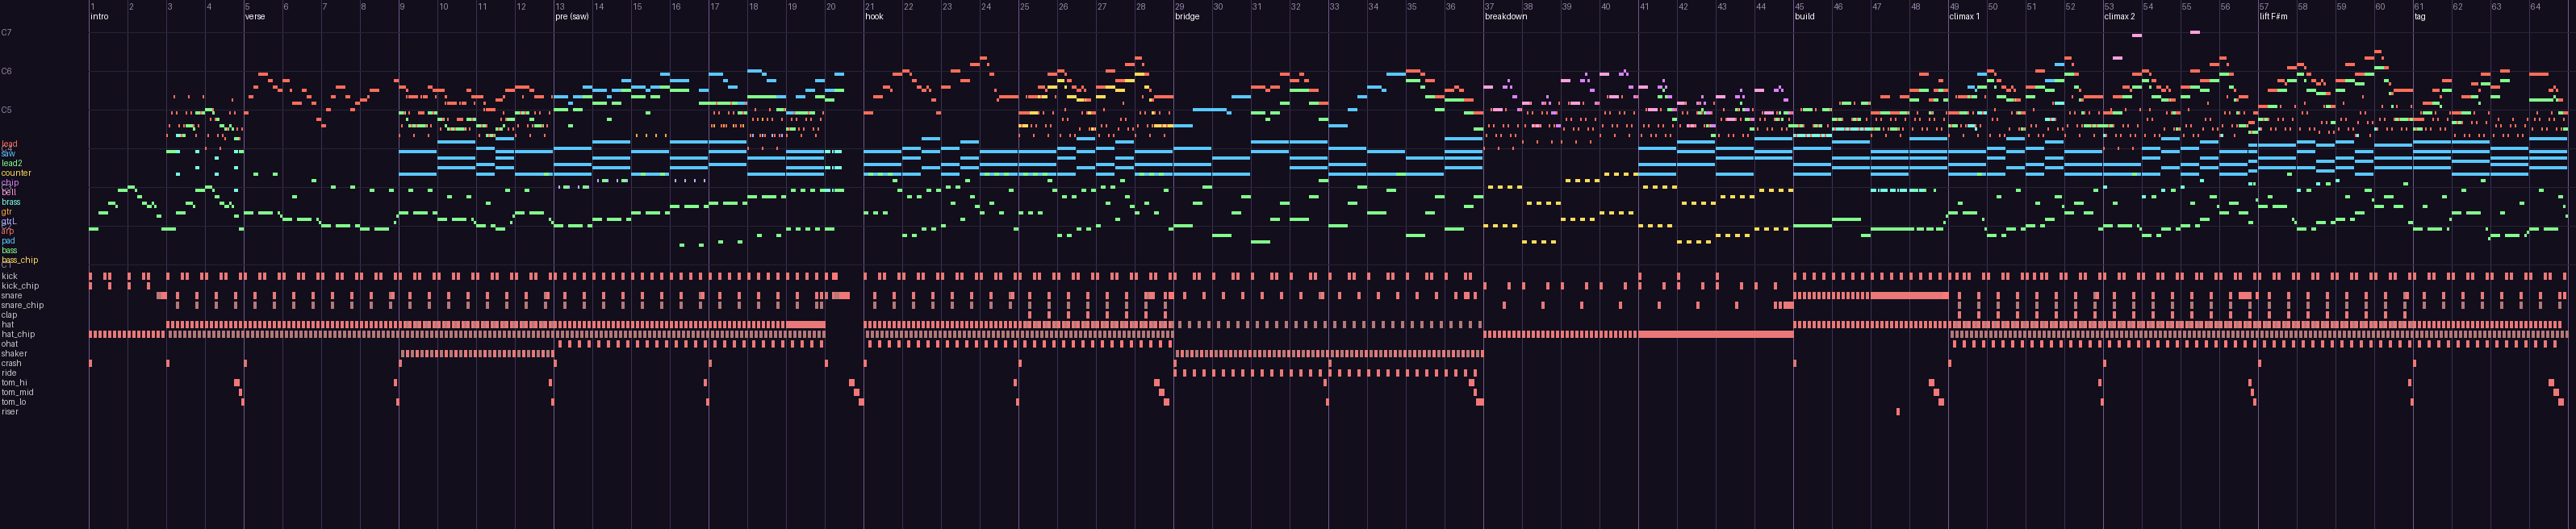 1 2 3 4 5 6 7 8 9 10 11 12 13 14 15 16 17 18 19 20 21 22 23 24 25 26 27 28 29 30 31 32 33 34 35 36 37 38 39 40 41 42 43 44 45 46 47 48 49 50 51 52 53 54 55 56 57 58 59 60 61 62 63 64
intro verse pre (saw) hook bridge breakdown build climax 1 climax 2 lift F#m tag
C7
C6
C5
lead
saw
lead2
counter
chip
bell
brass
gtr
gtrL
arp
pad
bass
bass_chip
kick
kick_chip
snare
snare_chip
clap
hat
hat_chip
ohat
shaker
crash
ride
tom_hi
tom_mid
tom_lo
riser